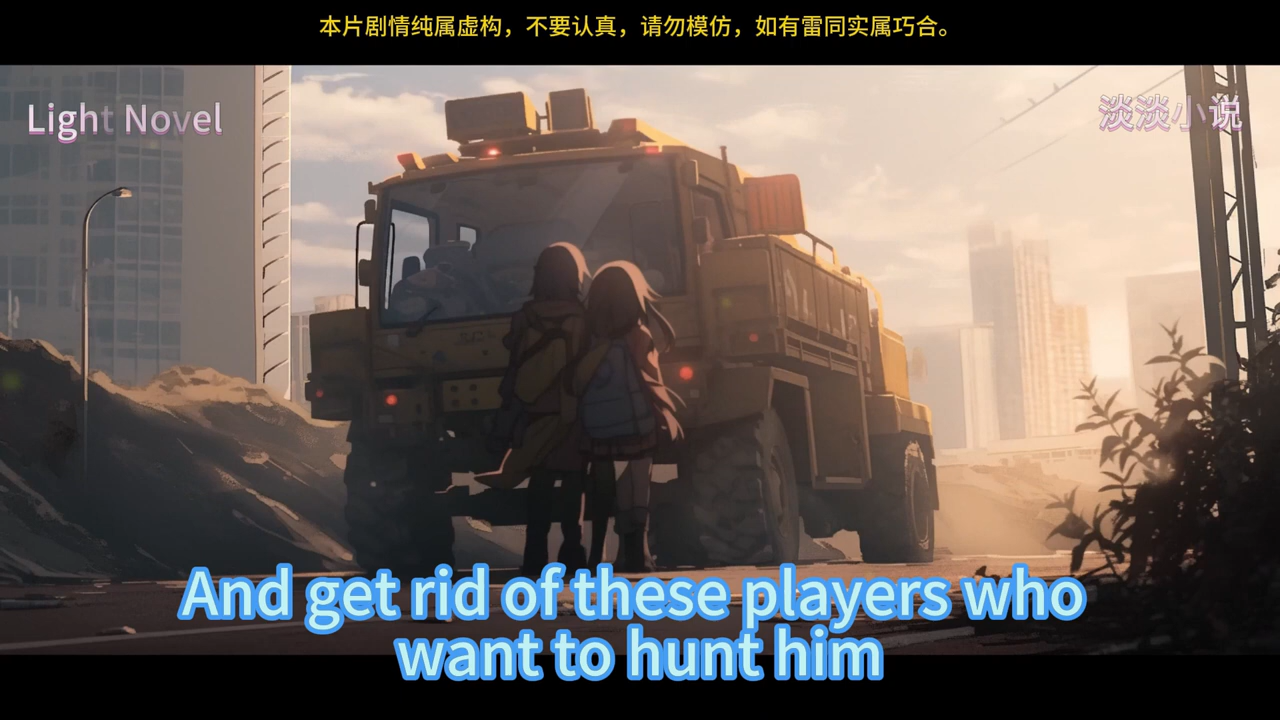 本片剧情纯属虚构，不要认真，请勿模仿，如有雷同实属巧合。
Light Novel
淡淡小说
And get rid of these players who
want to hunt him